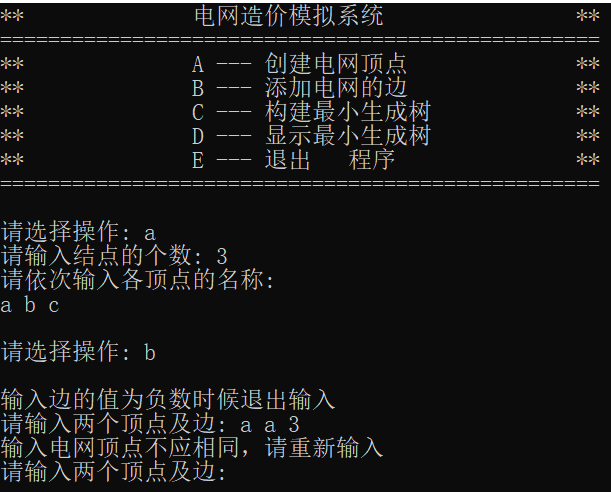 ** 电网造价模拟系统 **
==================================================
** A --- 创建电网顶点 **
** B --- 添加电网的边 **
** C --- 构建最小生成树 **
** D --- 显示最小生成树 **
** E --- 退出 程序 **
==================================================
请选择操作: a
请输入结点的个数: 3
请依次输入各顶点的名称:
a b c
请选择操作: b
输入边的值为负数时候退出输入
请输入两个顶点及边: a a 3
输入电网顶点不应相同，请重新输入
请输入两个顶点及边: